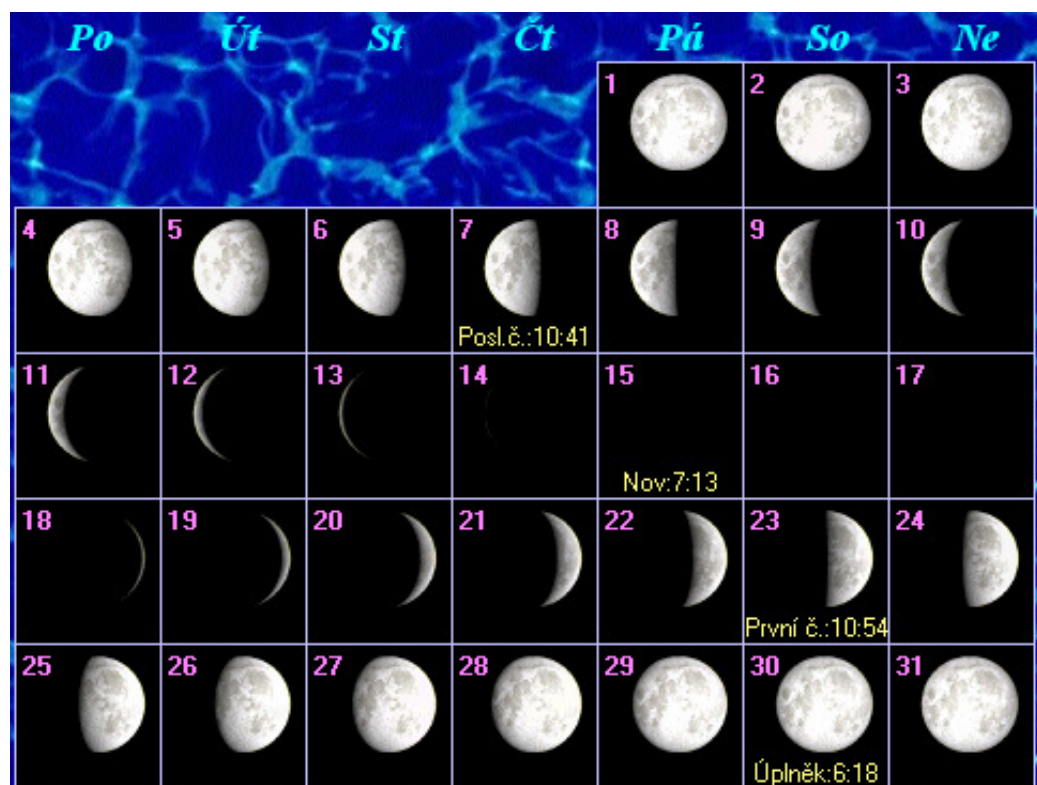 Po Út St Čt Pá So Ne
1 2 3
4 5 6 7 8 9 10
Posl.č.:10:41
11 12 13 14 15 16 17
Nov:7:13
18 19 20 21 22 23 24
První č.:10:54
25 26 27 28 29 30 31
Úplněk:6:18